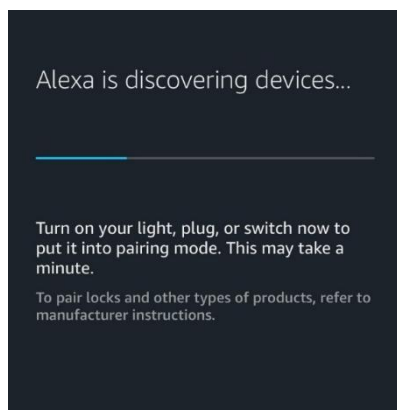 Alexa is discovering devices...
Turn on your light, plug, or switch now to
put it into pairing mode. This may take a
minute.
To pair locks and other types of products, refer to
manufacturer instructions.